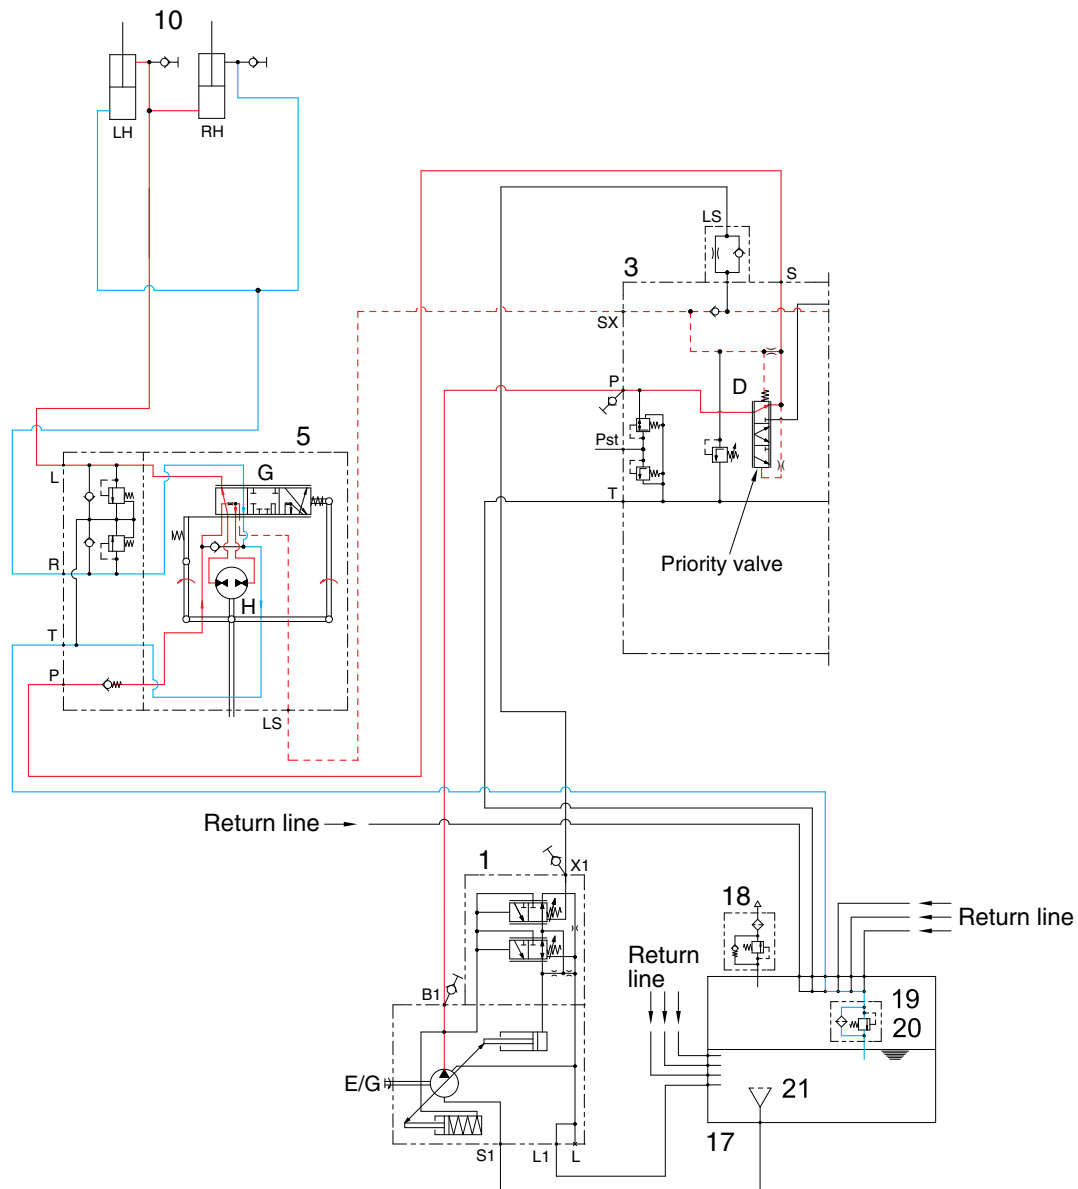 10
LH
RH
LS
3
S
SX
D
P
Pst
T
Priority valve
5
L
G
R
H
T
P
LS
Return line
1
X1
18
Return line
Return
line
B1
19
20
E/G
21
17
S1
L1
L